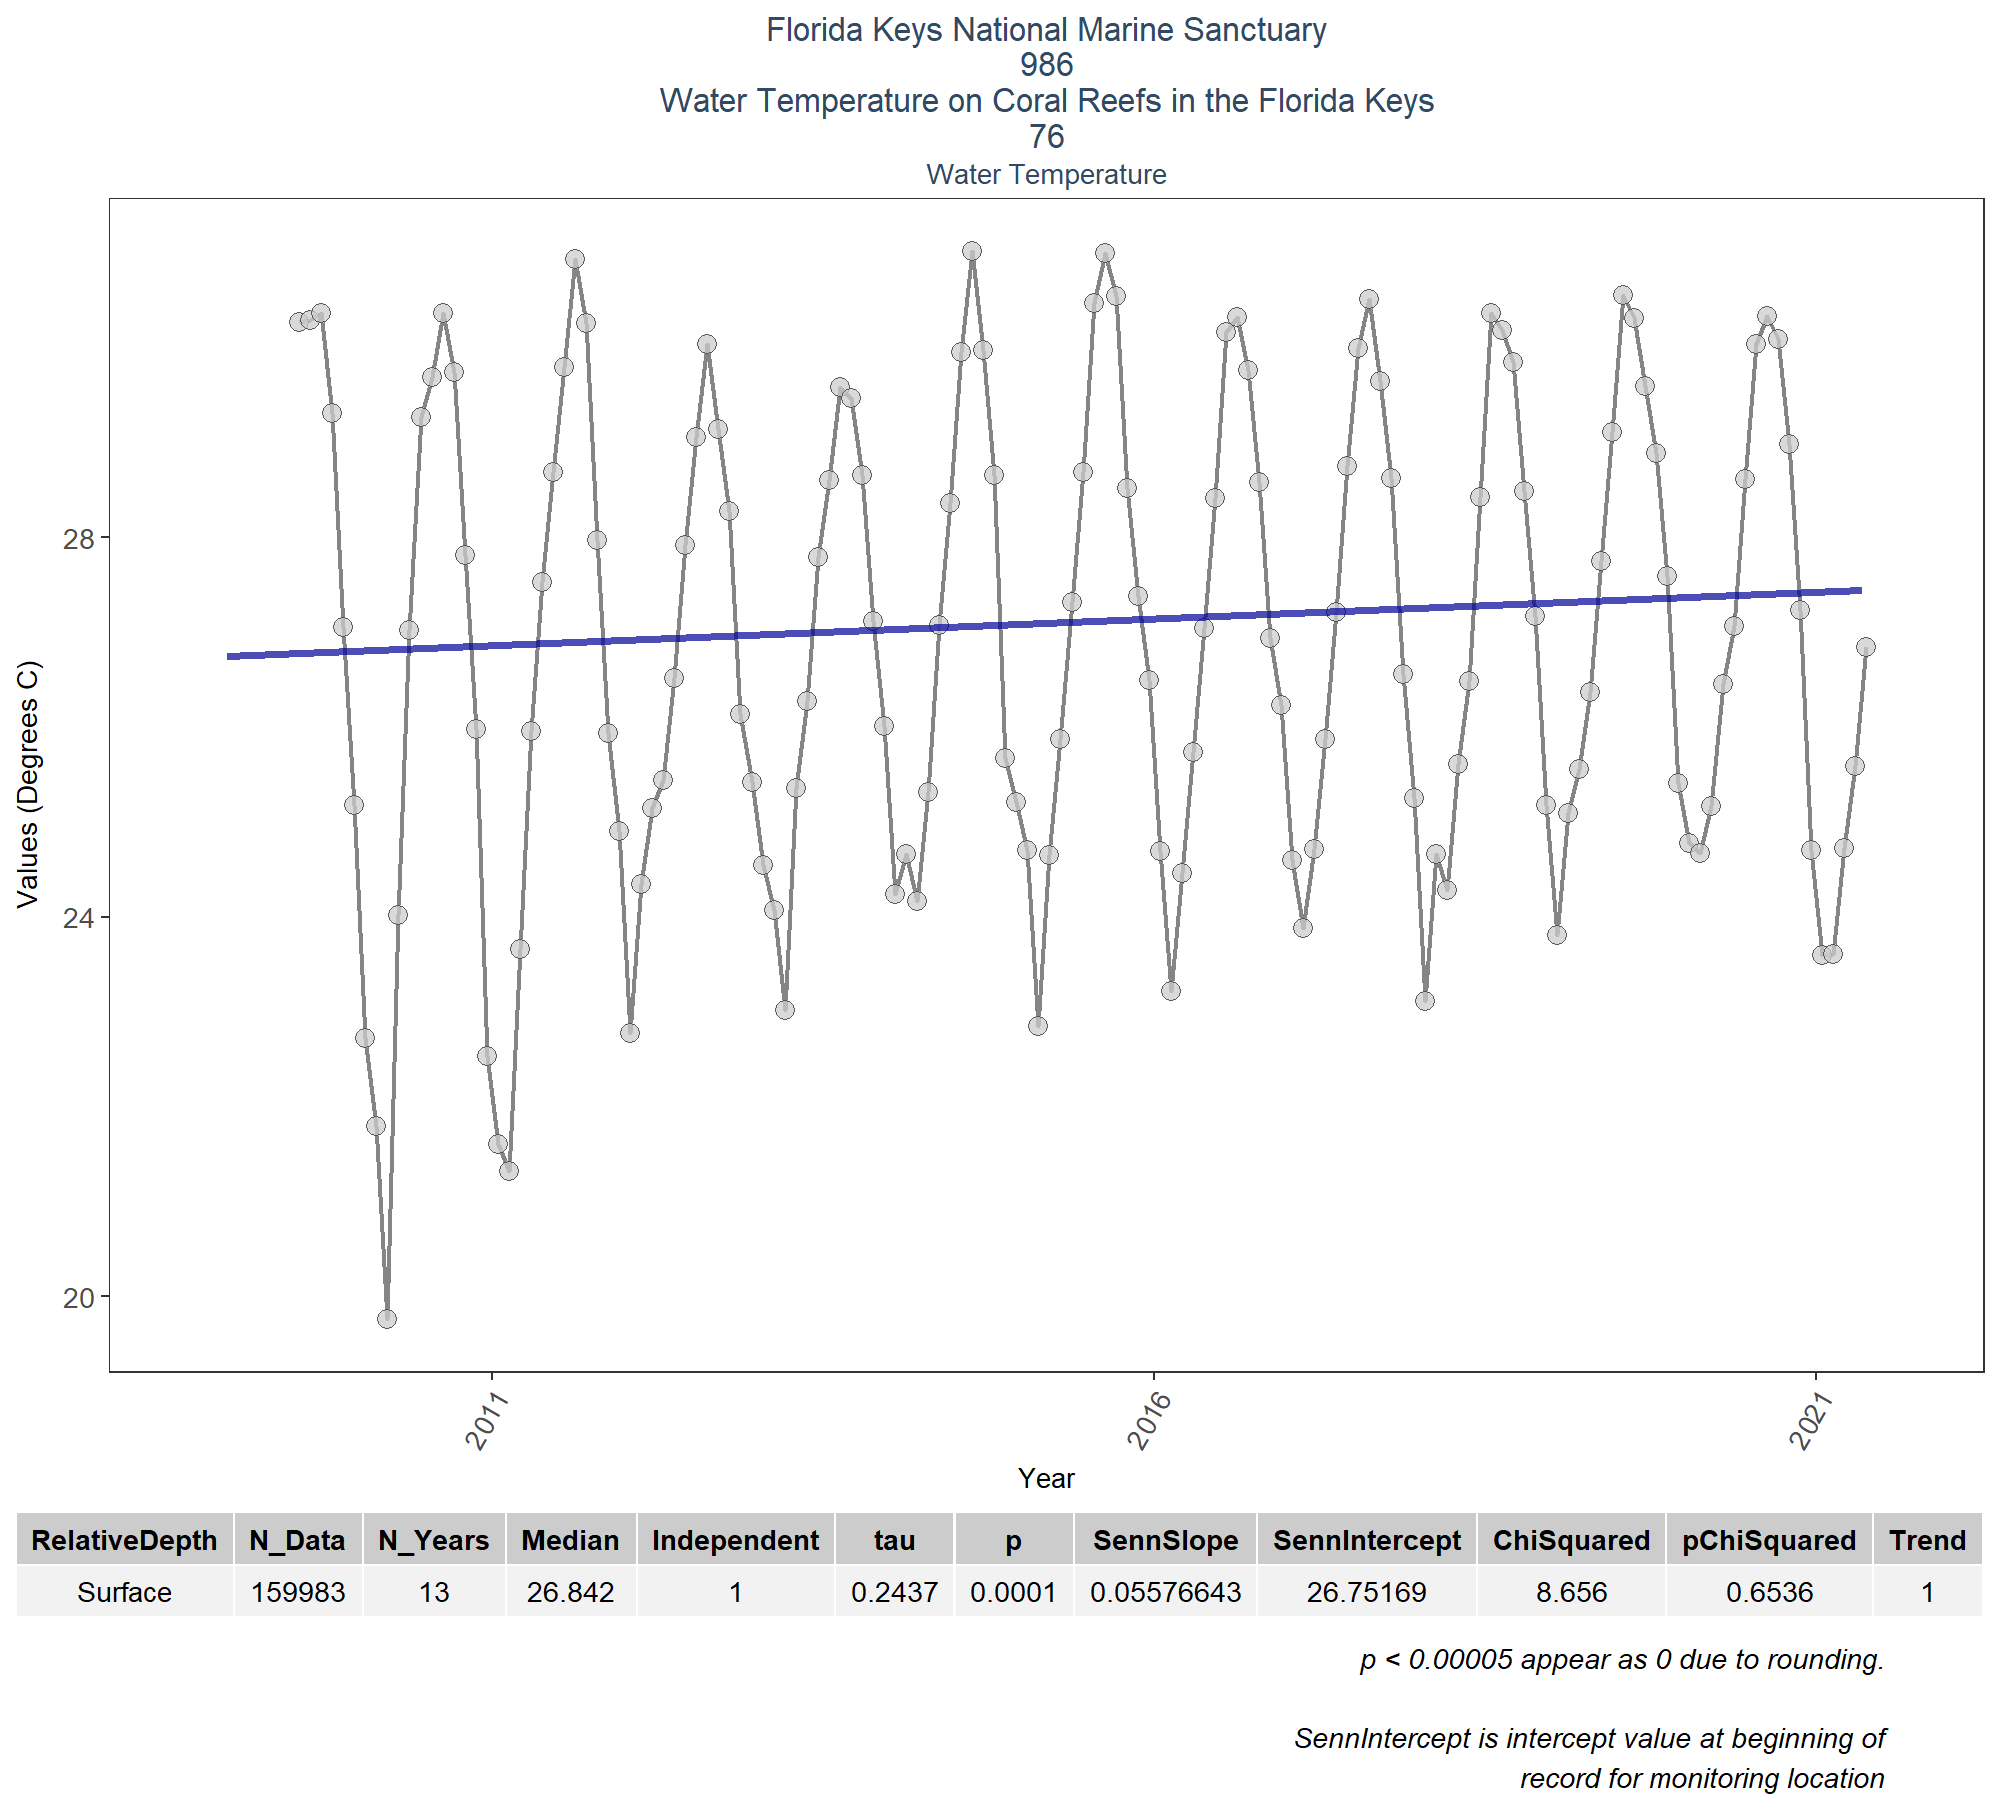 Florida Keys National Marine Sanctuary
986
Water Temperature on Coral Reefs in the Florida Keys
76
Water Temperature
Values (Degrees C)
28
24
20
2011
2016
2021
Year
RelativeDepth N_Data N_Years Median Independent tau p SennSlope SennIntercept ChiSquared pChiSquared Trend
Surface 159983 13 26.842 1 0.2437 0.0001 0.05576643 26.75169 8.656 0.6536 1
p < 0.00005 appear as 0 due to rounding.
SennIntercept is intercept value at beginning of
record for monitoring location